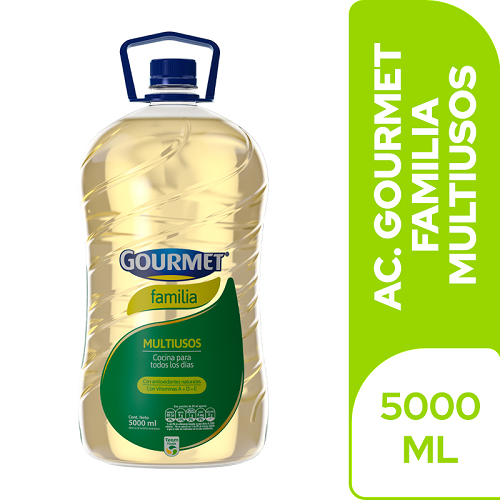 GOURMET®
familia
MULTIUSOS
Cocina para
todos los días
Con antioxidantes naturales
con Vitaminas A + D + E
Cont. Neto
5000 ml
Team
AC. GOURMET
FAMILIA
MULTIUSOS
5000
ML